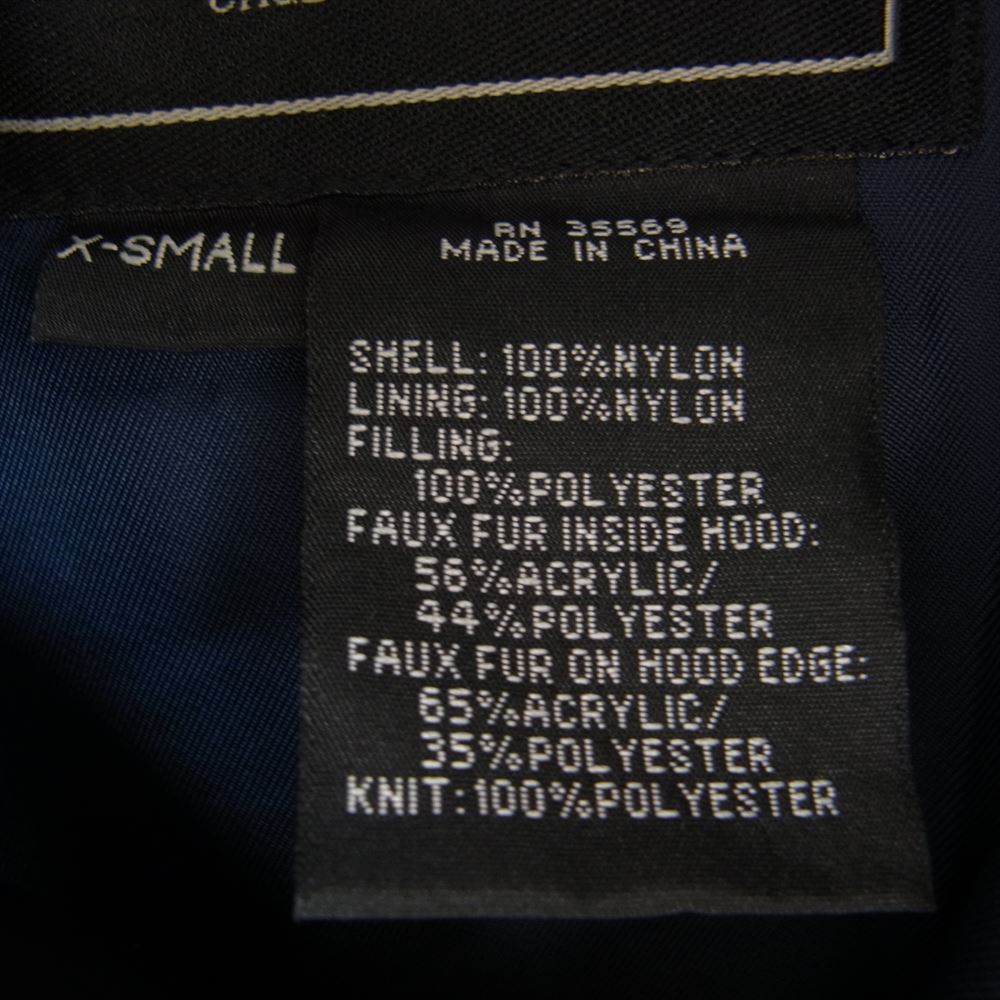 X-SMALL
RN 35569
MADE IN CHINA
SHELL: 100%NYLON
LINING: 100%NYLON
FILLING:
100%POLYESTER
FAUX FUR INSIDE HOOD:
56%ACRYLIC/
44%POLYESTER
FAUX FUR ON HOOD EDGE:
65%ACRYLIC/
35%POLYESTER
KNIT:100%POLYESTER